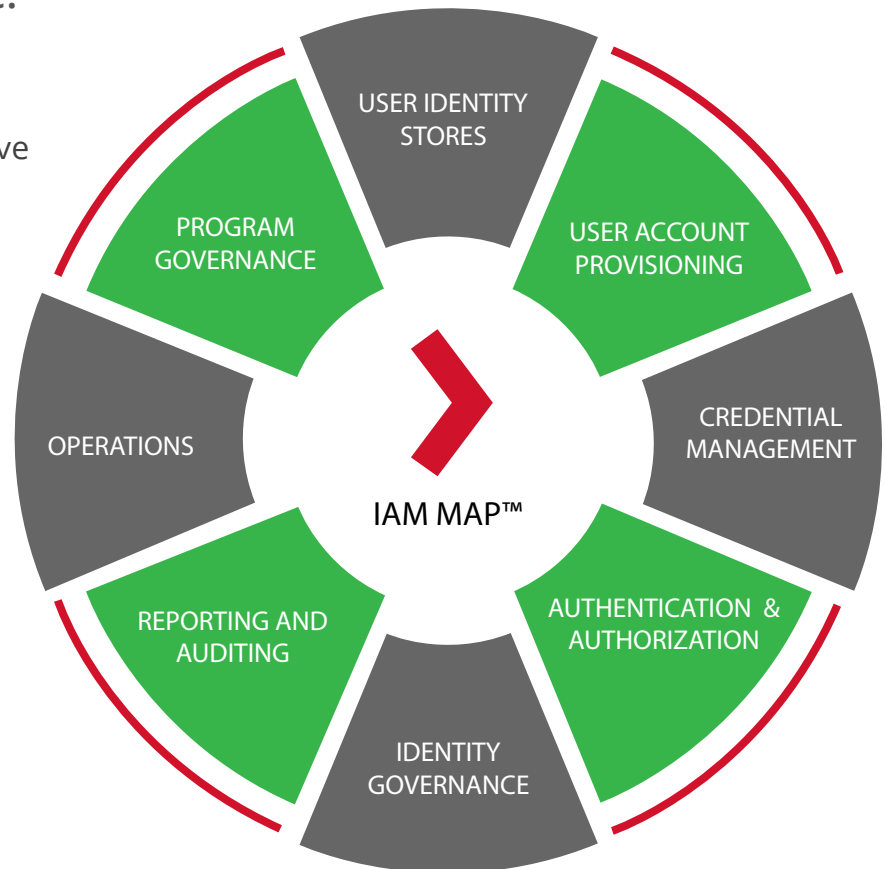 ve
USER IDENTITY
STORES
PROGRAM
GOVERNANCE
USER ACCOUNT
PROVISIONING
OPERATIONS
CREDENTIAL
MANAGEMENT
IAM MAP™
REPORTING AND
AUDITING
AUTHENTICATION &
AUTHORIZATION
IDENTITY
GOVERNANCE